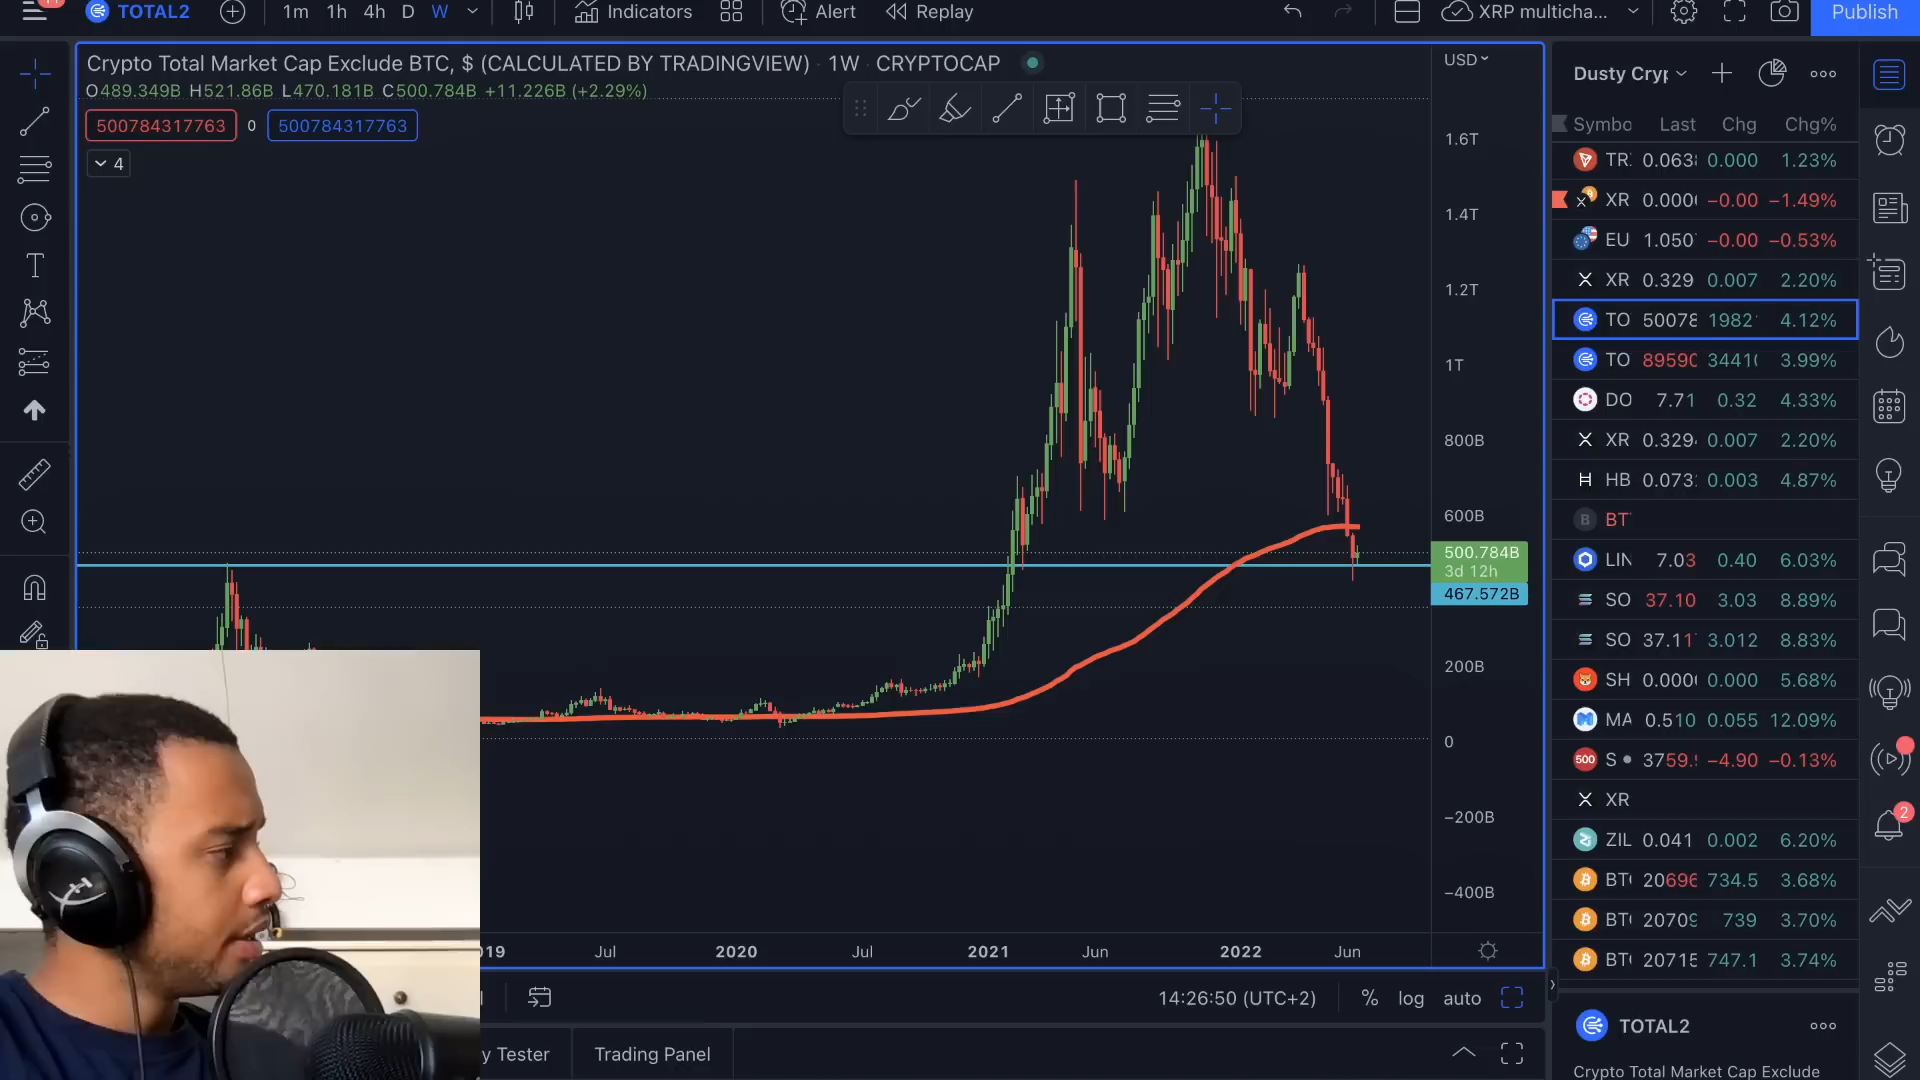 TOTAL2 1m 1h 4h D W Indicators Alert Replay XRP multicha... Publish
Crypto Total Market Cap Exclude BTC, $ (CALCULATED BY TRADINGVIEW) · 1W · CRYPTOCAP
O489.349B H521.86B L470.181B C500.784B +11.226B (+2.29%)
500784317763 0 500784317763
4
USD
1.6T
1.4T
1.2T
1T
800B
600B
500.784B
3d 12h
467.572B
200B
0
−200B
−400B
2020 Jul 2021 Jun 2022 Jun
Jul
14:26:50 (UTC+2) % log auto
y Tester Trading Panel
Dusty Cryp
Symbo Last Chg Chg%
TR 0.063 0.000 1.23%
XR 0.000 −0.00 −1.49%
EU 1.050 −0.00 −0.53%
XR 0.329 0.007 2.20%
TO 50078 1982 4.12%
TO 8959 3441 3.99%
DO 7.71 0.32 4.33%
XR 0.329 0.007 2.20%
HB 0.073 0.003 4.87%
BT
LIN 7.03 0.40 6.03%
SO 37.10 3.03 8.89%
SO 37.11 3.012 8.83%
SH 0.000 0.000 5.68%
MA 0.510 0.055 12.09%
500 S 3759. −4.90 −0.13%
XR
ZIL 0.041 0.002 6.20%
BT 20696 734.5 3.68%
BT 20709 739 3.70%
BT 20715 747.1 3.74%
2
TOTAL2
Crypto Total Market Cap Exclude